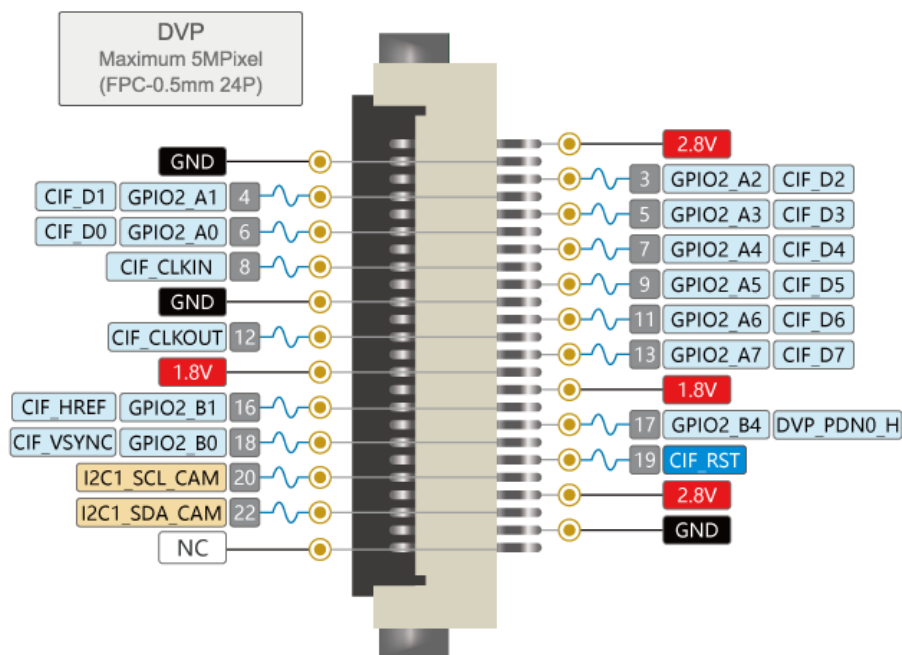 DVP
Maximum 5MPixel
(FPC-0.5mm 24P)
2.8V
GND
3 GPIO2_A2 CIF_D2
CIF_D1 GPIO2_A1 4
5 GPIO2_A3 CIF_D3
CIF_D0 GPIO2_A0 6
7 GPIO2_A4 CIF_D4
CIF_CLKIN 8
9 GPIO2_A5 CIF_D5
GND
11 GPIO2_A6 CIF_D6
CIF_CLKOUT 12
13 GPIO2_A7 CIF_D7
1.8V
1.8V
CIF_HREF GPIO2_B1 16
17 GPIO2_B4 DVP_PDN0_H
CIF_VSYNC GPIO2_B0 18
19 CIF_RST
I2C1_SCL_CAM 20
2.8V
I2C1_SDA_CAM 22
GND
NC